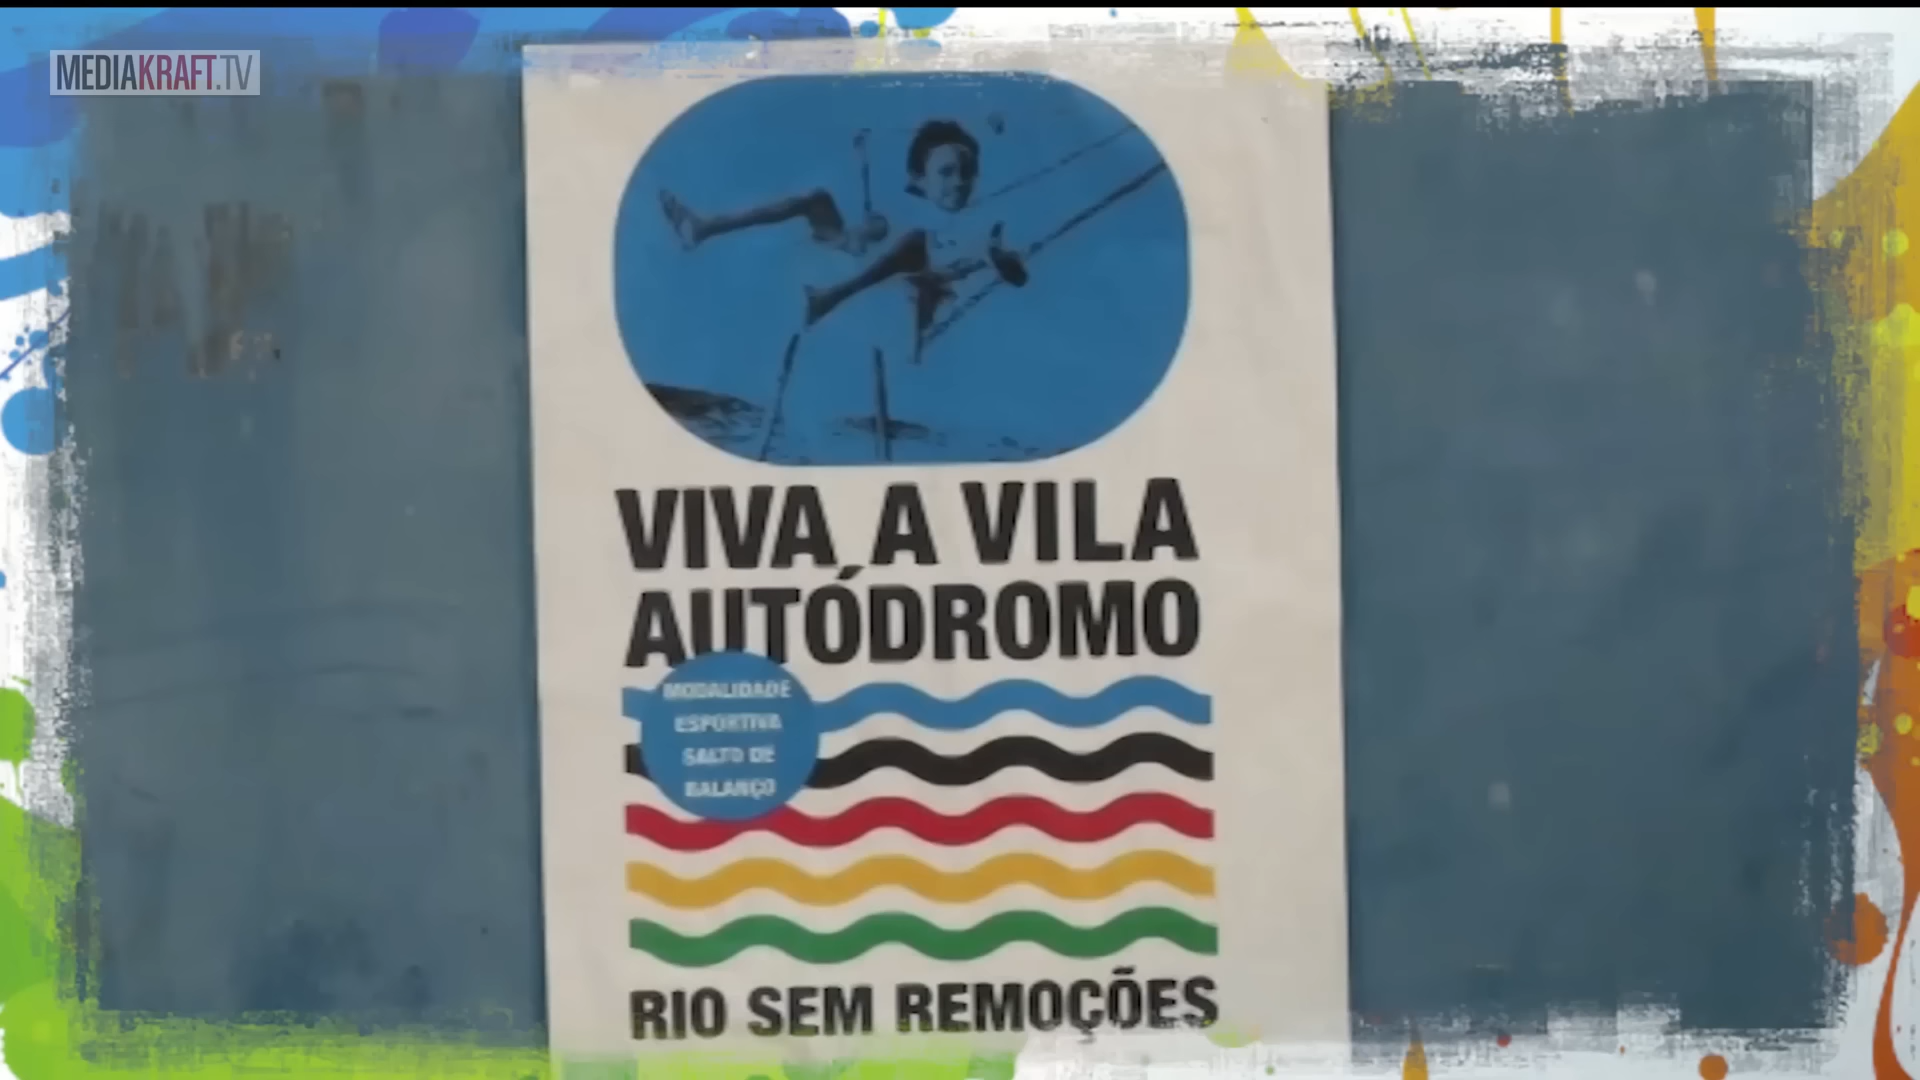 MEDIAKRAFT.TV
VIVA A VILA
AUTÓDROMO
MODALIDADE
ESPORTIVA
SALTO DE
BALANÇO
RIO SEM REMOÇÕES